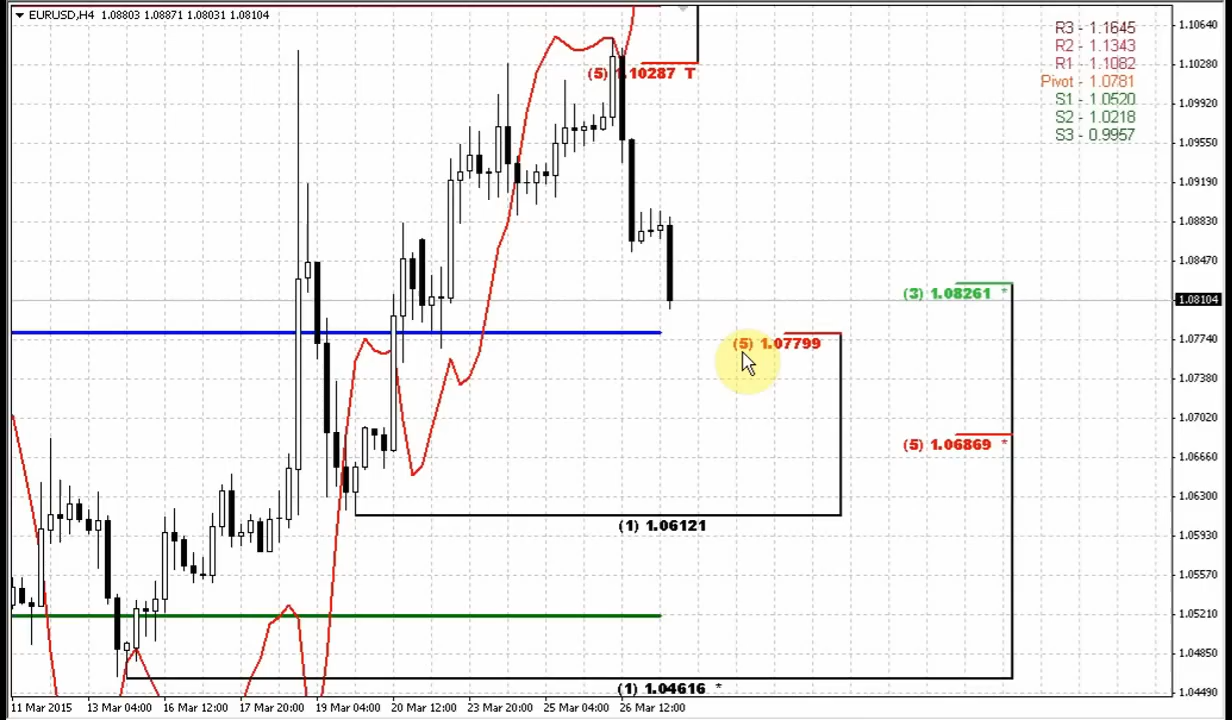 EURUSD,H4 1.08803 1.08871 1.08031 1.08104
R3 - 1.1645
R2 - 1.1343
R1 - 1.1082
Pivot - 1.0781
S1 - 1.0520
S2 - 1.0218
S3 - 0.9957
(5) 1.10287 T
(3) 1.08261 *
(5) 1.07799
(5) 1.06869 *
(1) 1.06121
(1) 1.04616 *
1.10640
1.10280
1.09920
1.09550
1.09190
1.08830
1.08470
1.08104
1.07740
1.07380
1.07020
1.06660
1.06300
1.05930
1.05570
1.05210
1.04850
1.04490
11 Mar 2015 13 Mar 04:00 16 Mar 12:00 17 Mar 20:00 19 Mar 04:00 20 Mar 12:00 23 Mar 20:00 25 Mar 04:00 26 Mar 12:00